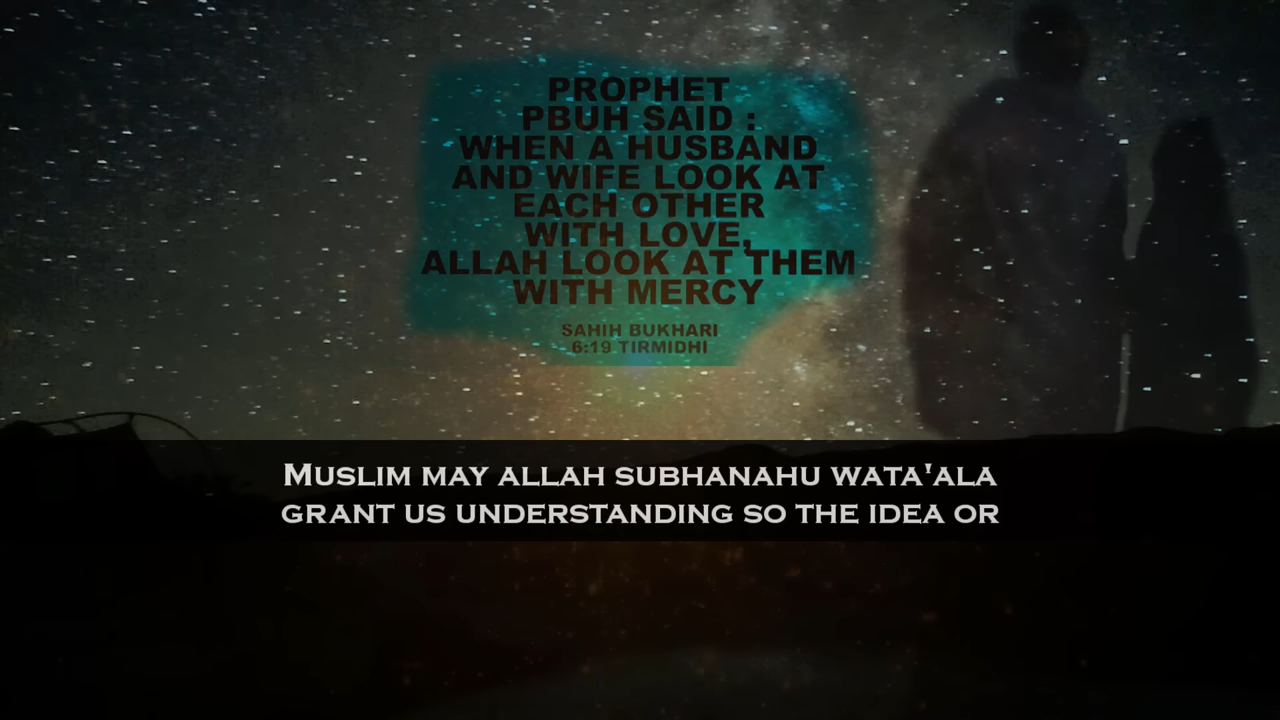 PROPHET
PBUH SAID :
WHEN A HUSBAND
AND WIFE LOOK AT
EACH OTHER
WITH LOVE,
ALLAH LOOK AT THEM
WITH MERCY
SAHIH BUKHARI
6:19 TIRMIDHI
MUSLIM MAY ALLAH SUBHANAHU WATA'ALA
GRANT US UNDERSTANDING SO THE IDEA OR